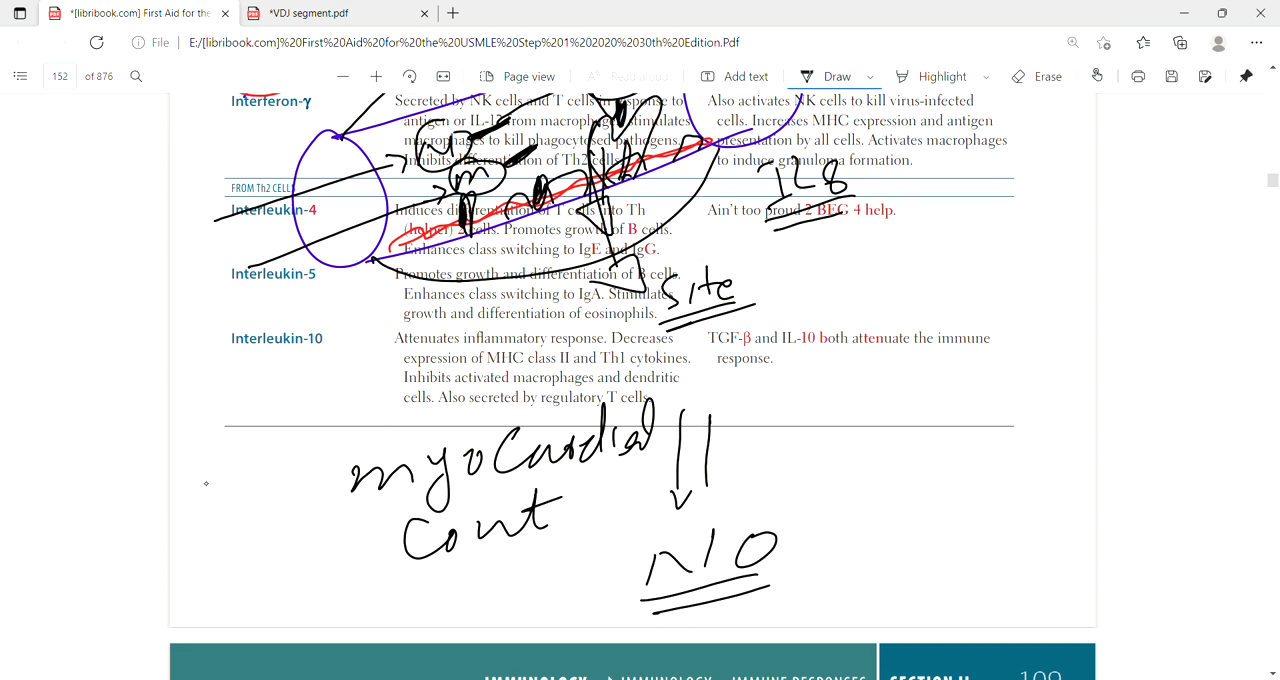 *[libribook.com] First Aid for the
*VDJ segment.pdf
File
E:/[libribook.com]%20First%20Aid%20for%20the%20USMLE%20Step%201%202020%2030th%20Edition.Pdf
152 of 876
Page view
Read aloud
Add text
Draw
Highlight
Erase
Interferon-γ
Secreted by NK cells and T cells in response to
antigen or IL-12 from macrophages; stimulates
macrophages to kill phagocytosed pathogens.
Inhibits differentiation of Th2 cells.
Also activates NK cells to kill virus-infected
cells. Increases MHC expression and antigen
presentation by all cells. Activates macrophages
to induce granuloma formation.
IL8
FROM Th2 CELLS
Interleukin-4
Induces differentiation of T cells into Th
(helper) 2 cells. Promotes growth of B cells.
Enhances class switching to IgE and IgG.
Ain't too proud 2 BEG 4 help.
Interleukin-5
Promotes growth and differentiation of B cells.
Enhances class switching to IgA. Stimulates
growth and differentiation of eosinophils.
Site
Interleukin-10
Attenuates inflammatory response. Decreases
expression of MHC class II and Th1 cytokines.
Inhibits activated macrophages and dendritic
cells. Also secreted by regulatory T cells.
TGF-β and IL-10 both attenuate the immune
response.
myocardial
cont
N10
IMMUNOLOGY
IMMUNOLOGY—IMMUNE RESPONSES
SECTION II
109